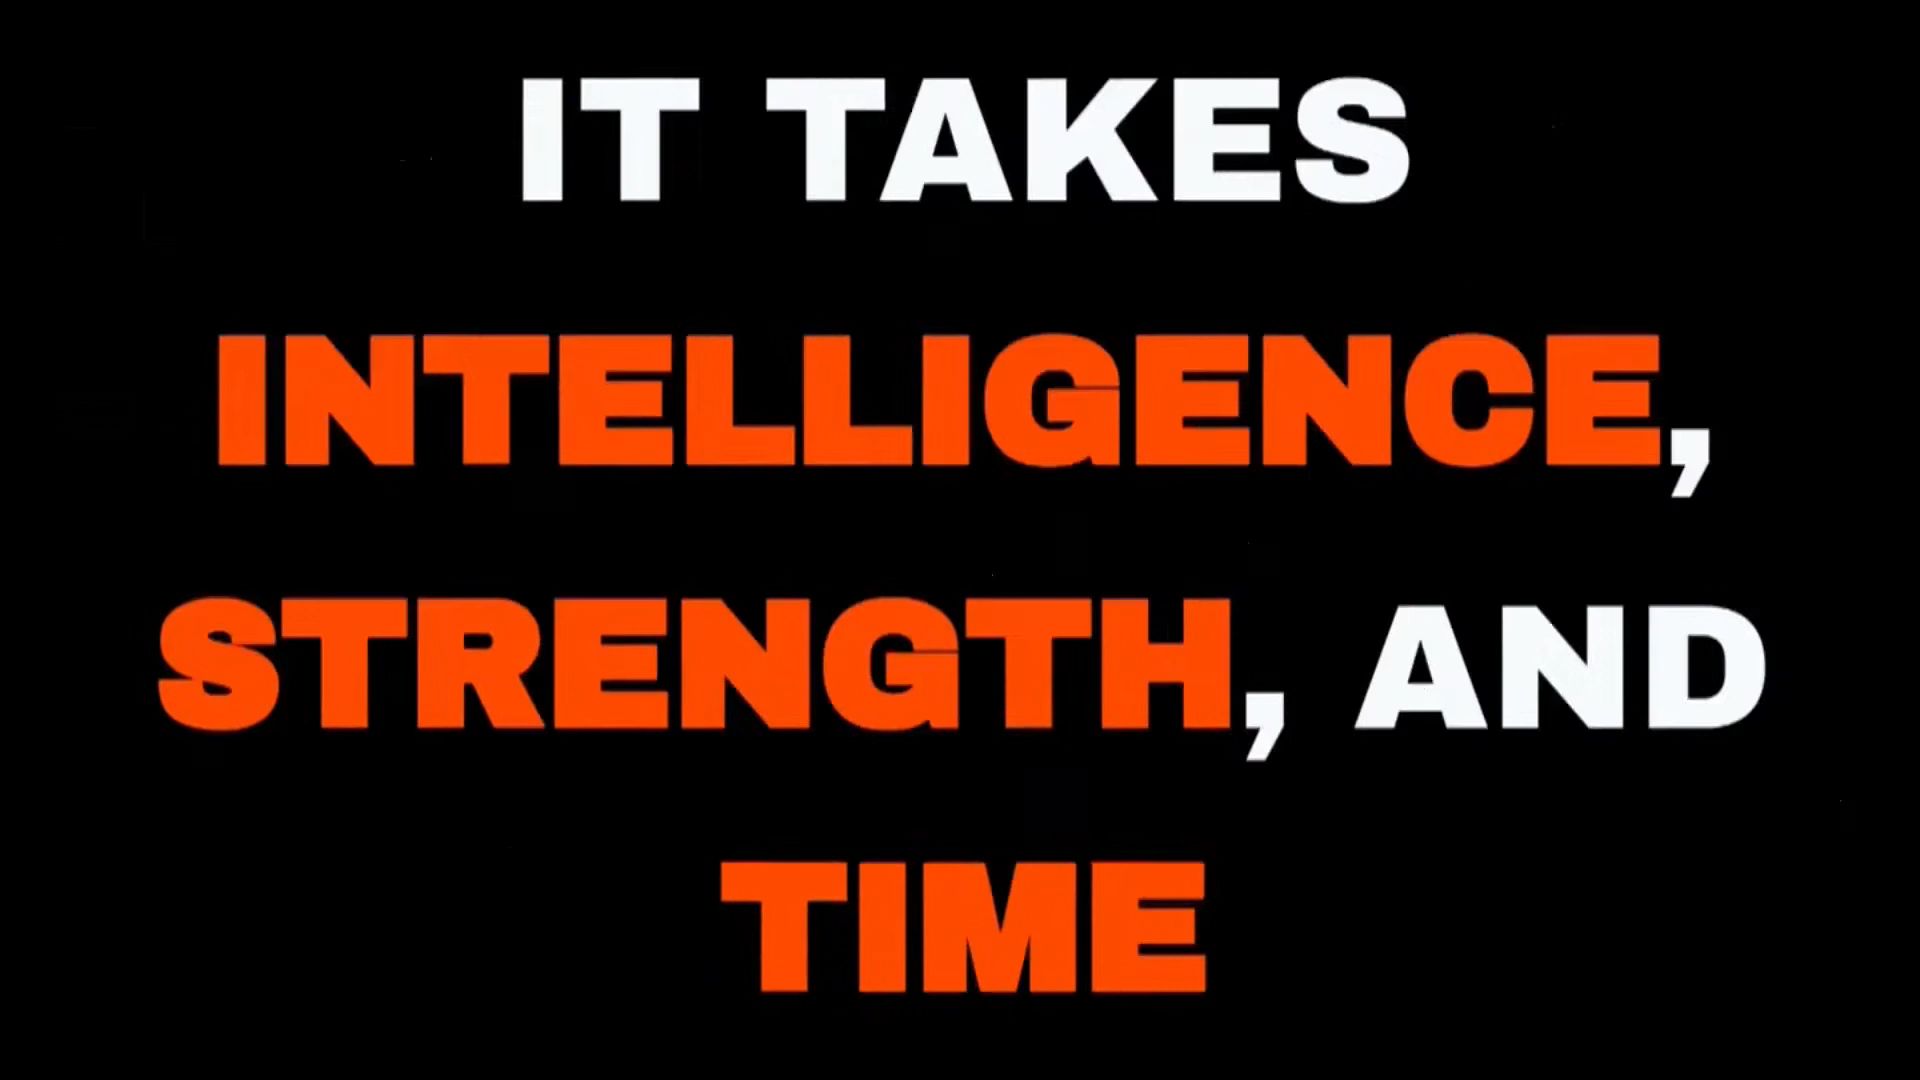 IT TAKES
INTELLIGENCE,
STRENGTH, AND
TIME